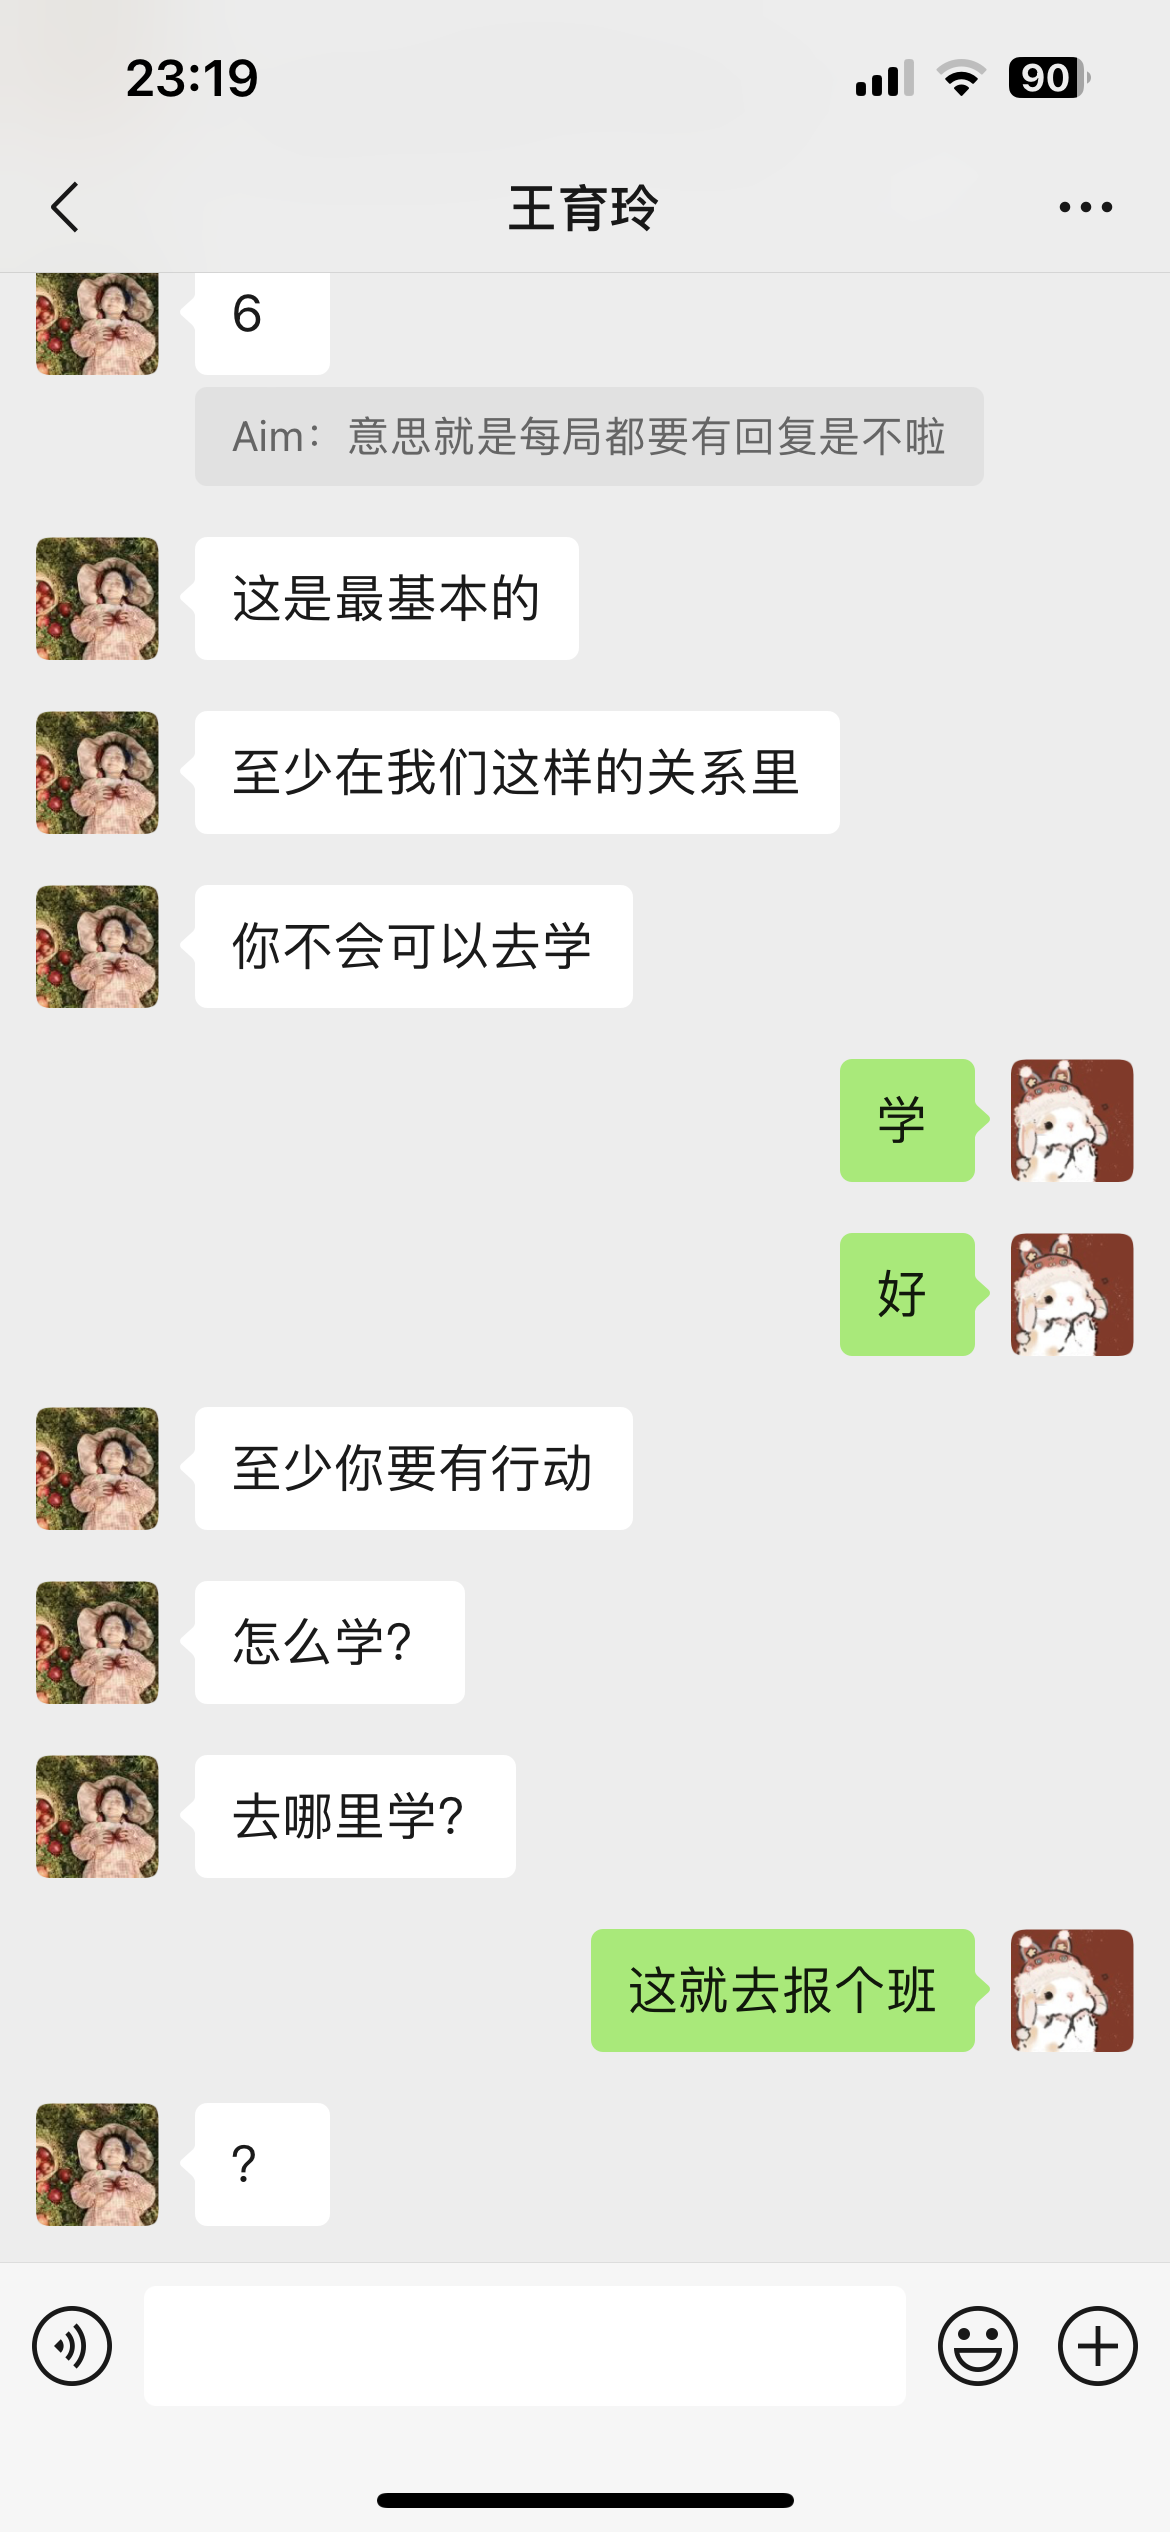 23:19
90
王育玲
6
Aim：意思就是每局都要有回复是不啦
这是最基本的
至少在我们这样的关系里
你不会可以去学
学
好
至少你要有行动
怎么学?
去哪里学?
这就去报个班
?